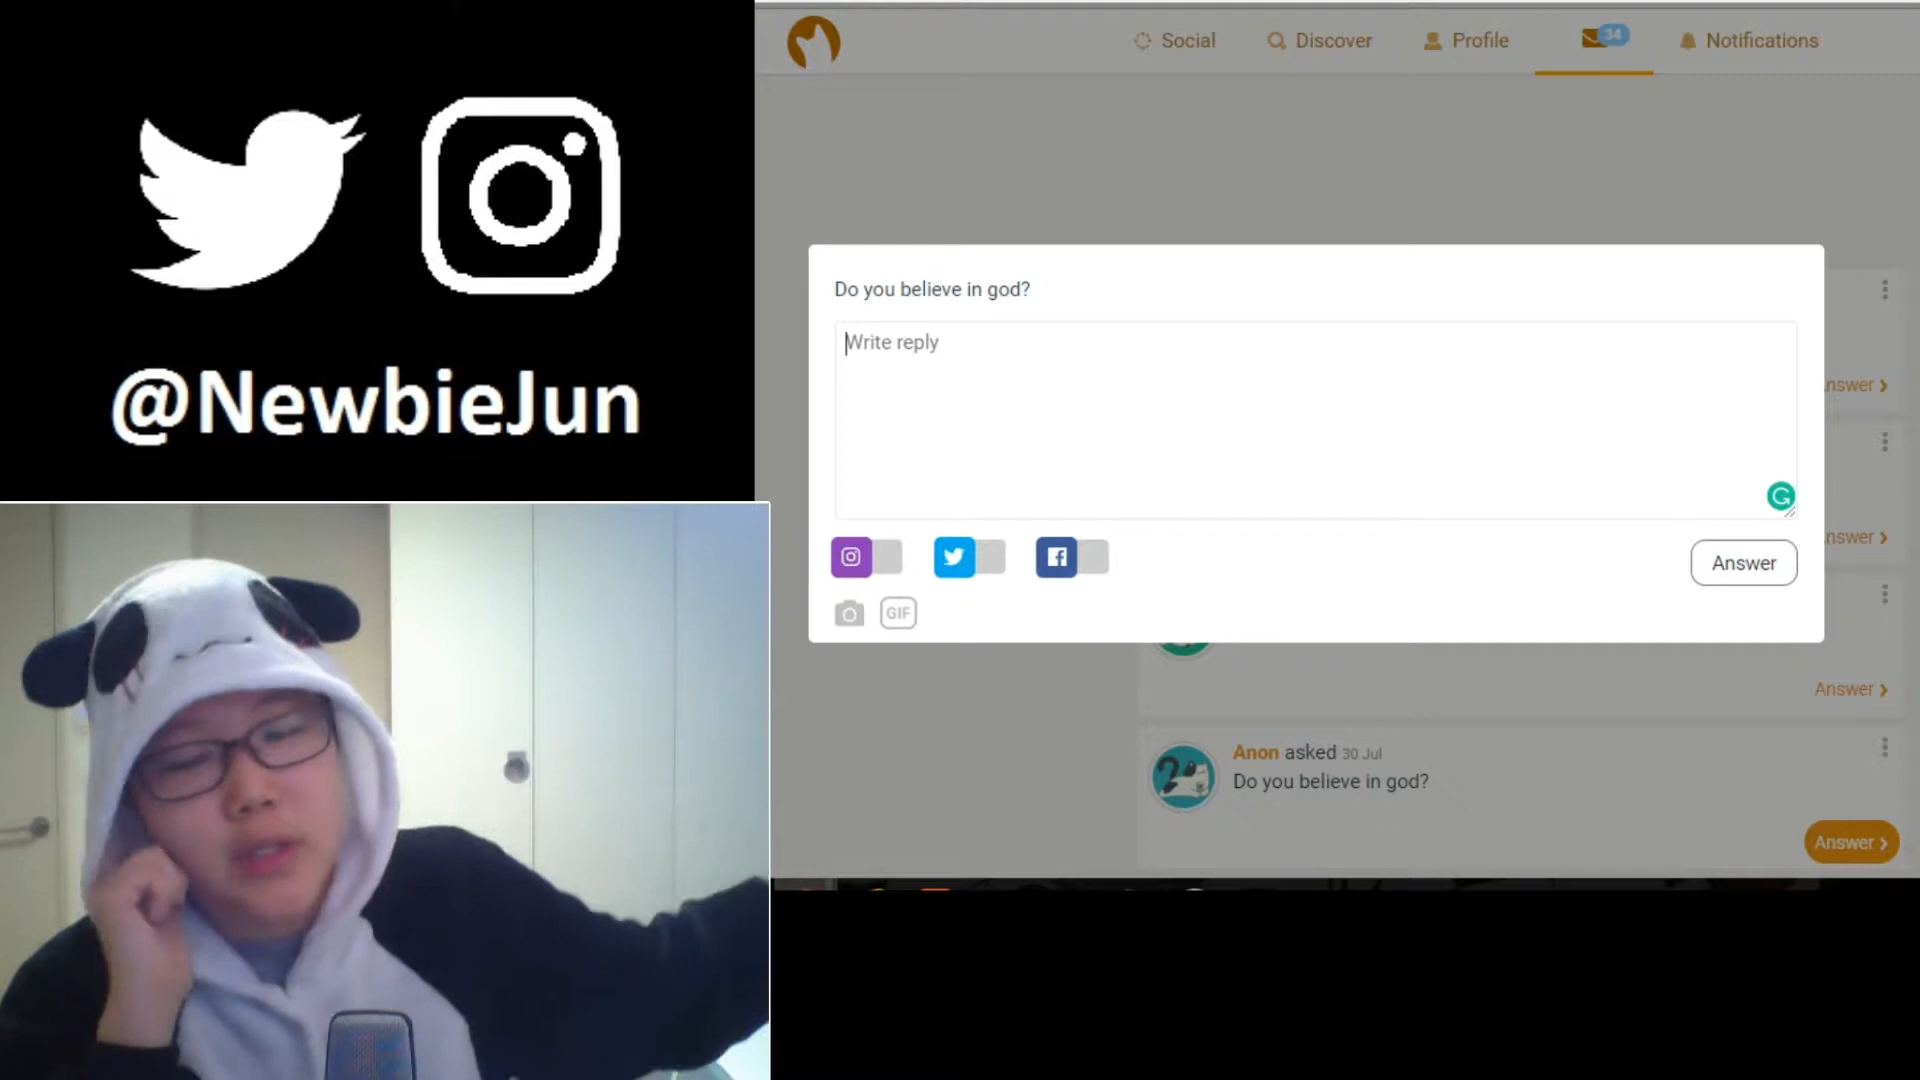 Social
Discover
Profile
34
Notifications
@NewbieJun
Do you believe in god?
Write reply
Answer
GIF
nswer
nswer
Answer
Anon asked 30 Jul
Do you believe in god?
Answer